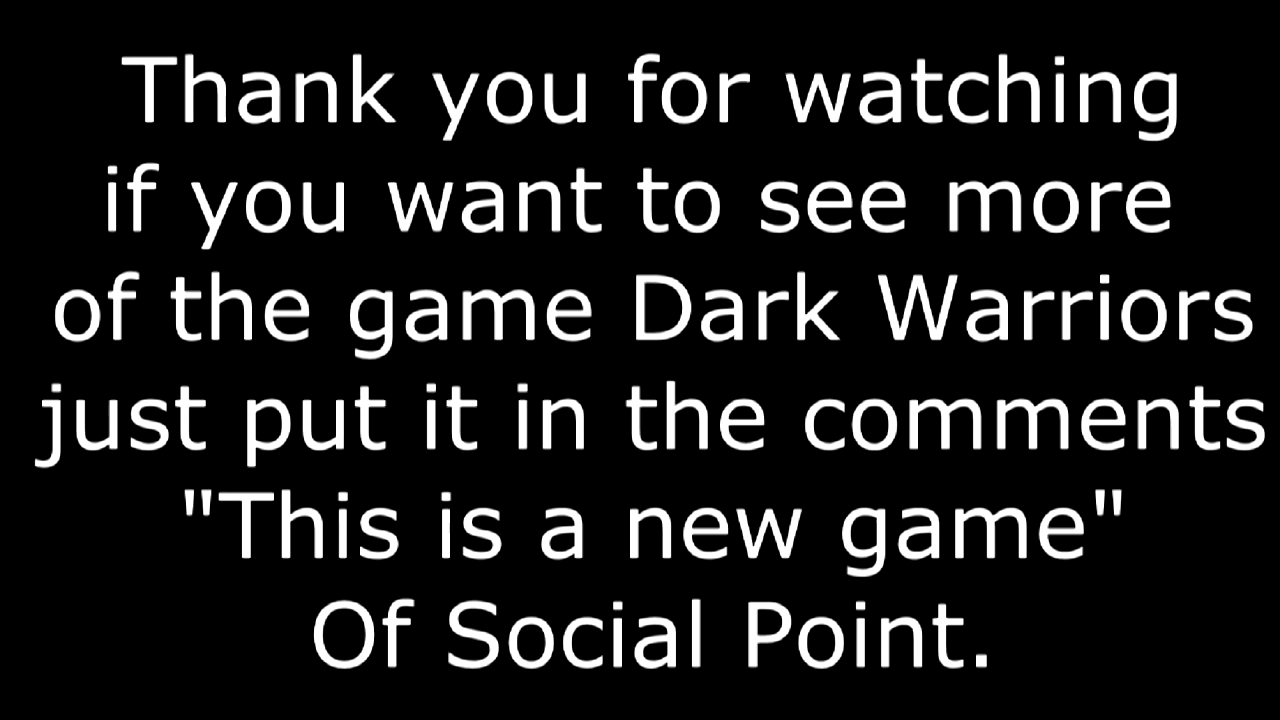 Thank you for watching
if you want to see more
of the game Dark Warriors
just put it in the comments
"This is a new game"
Of Social Point.